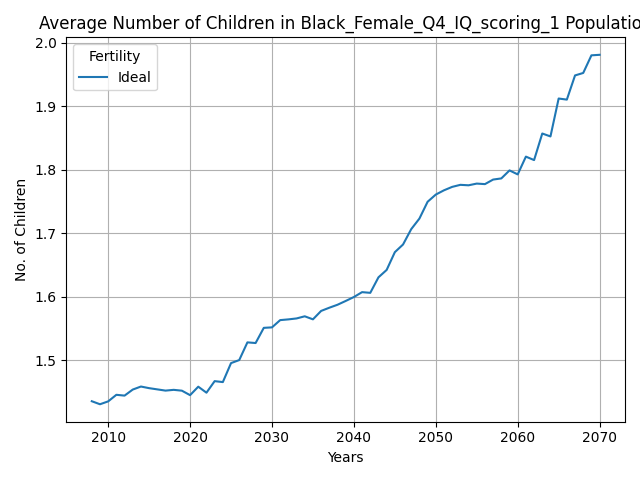 Average Number of Children in Black_Female_Q4_IQ_scoring_1 Populatio
Fertility
Ideal
No. of Children
2.0
1.9
1.8
1.7
1.6
1.5
2010 2020 2030 2040 2050 2060 2070
Years